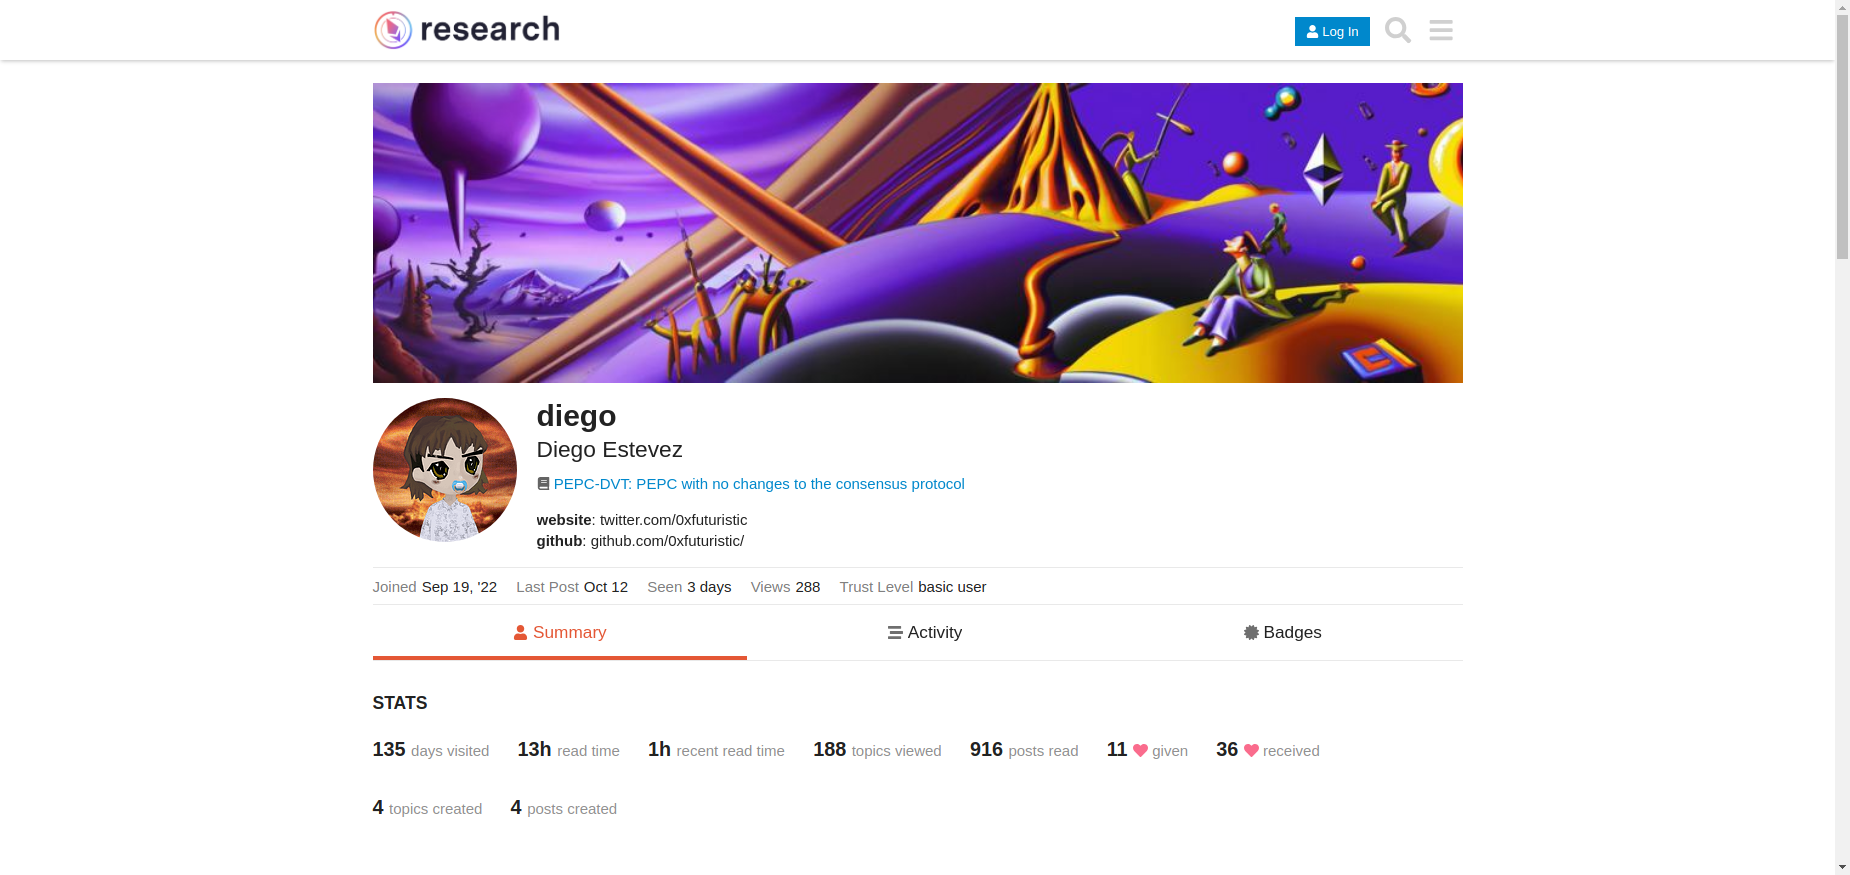 research
Log In
diego
Diego Estevez
PEPC-DVT: PEPC with no changes to the consensus protocol
website: twitter.com/0xfuturistic
github: github.com/0xfuturistic/
Joined Sep 19, '22 Last Post Oct 12 Seen 3 days Views 288 Trust Level basic user
Summary Activity Badges
STATS
135 days visited 13h read time 1h recent read time 188 topics viewed 916 posts read 11 given 36 received
4 topics created 4 posts created